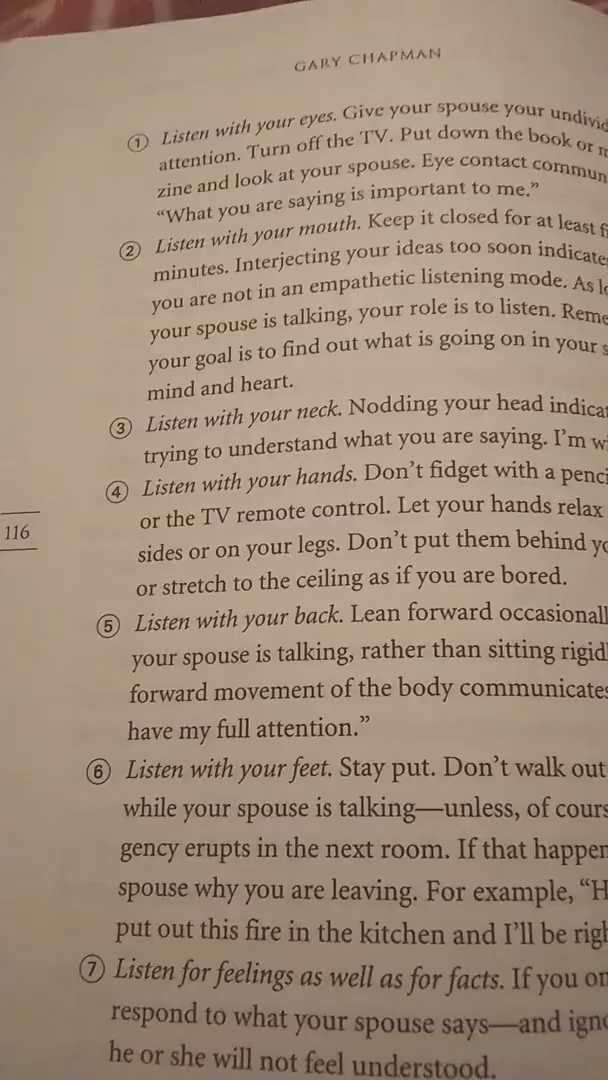 GARY CHAPMAN
① Listen with your eyes. Give your spouse your
attention. Turn off the TV. Put down the book or
zine and look at your spouse. Eye contact
“What you are saying is important to me.”
② Listen with your mouth. Keep it closed for at least
minutes. Interjecting your ideas too soon
you are not in an empathetic listening mode. As
your spouse is talking, your role is to listen.
your goal is to find out what is going on in your
mind and heart.
③ Listen with your neck. Nodding your head
trying to understand what you are saying. I’m
④ Listen with your hands. Don’t fidget with a
or the TV remote control. Let your hands relax
116
sides or on your legs. Don’t put them behind
or stretch to the ceiling as if you are bored.
⑤ Listen with your back. Lean forward
your spouse is talking, rather than sitting
forward movement of the body
have my full attention.”
⑥ Listen with your feet. Stay put. Don’t walk out
while your spouse is talking—unless, of
gency erupts in the next room. If that
spouse why you are leaving. For example,
put out this fire in the kitchen and I’ll be
⑦ Listen for feelings as well as for facts. If you
respond to what your spouse says—and
he or she will not feel understood.